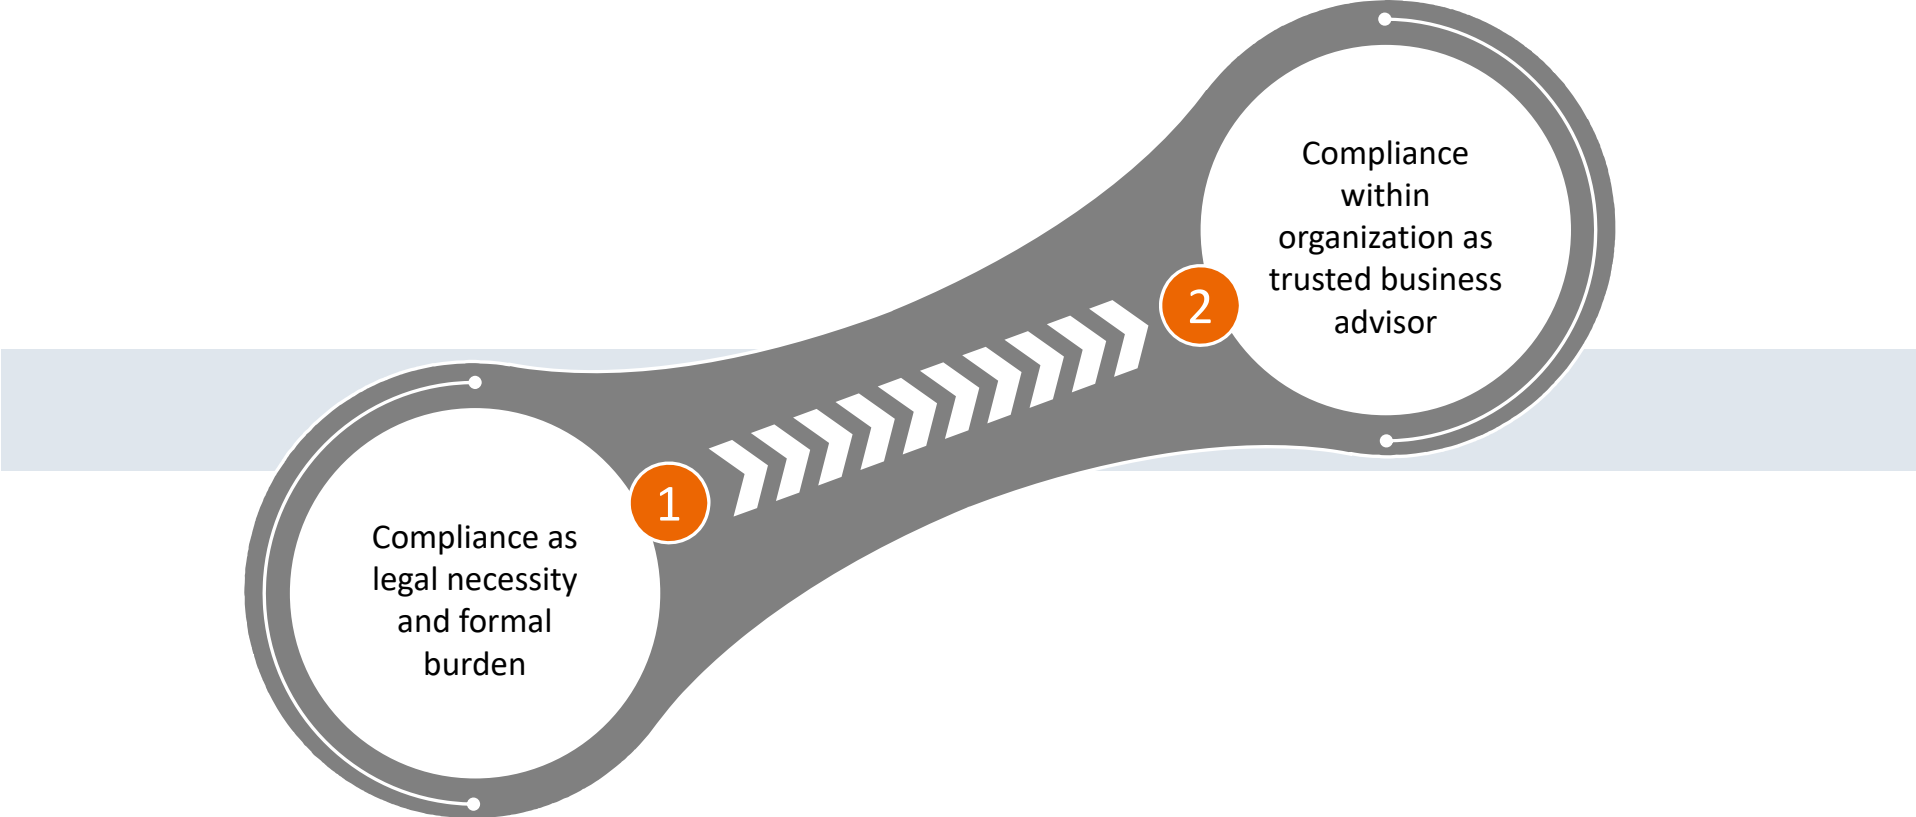 Compliance as
legal necessity
and formal
burden
1
2
Compliance
within
organization as
trusted business
advisor